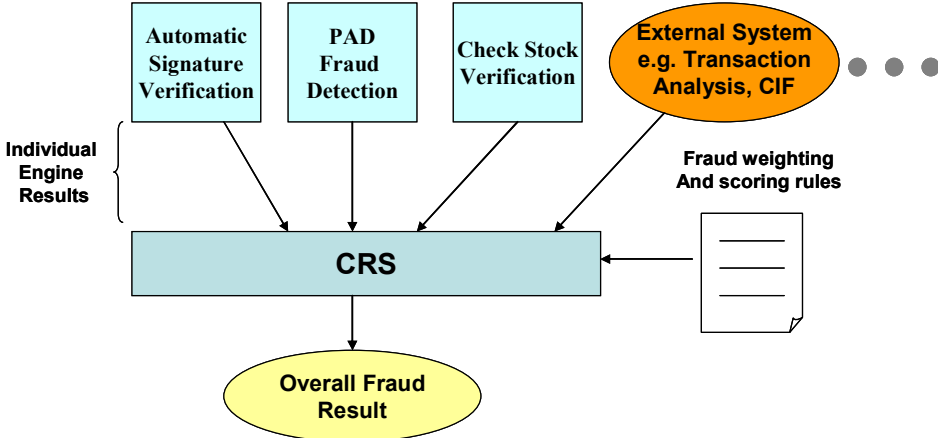 Automatic
Signature
Verification
PAD
Fraud
Detection
Check Stock
Verification
External System
e.g. Transaction
Analysis, CIF
Individual
Engine
Results
Fraud weighting
And scoring rules
CRS
Overall Fraud
Result